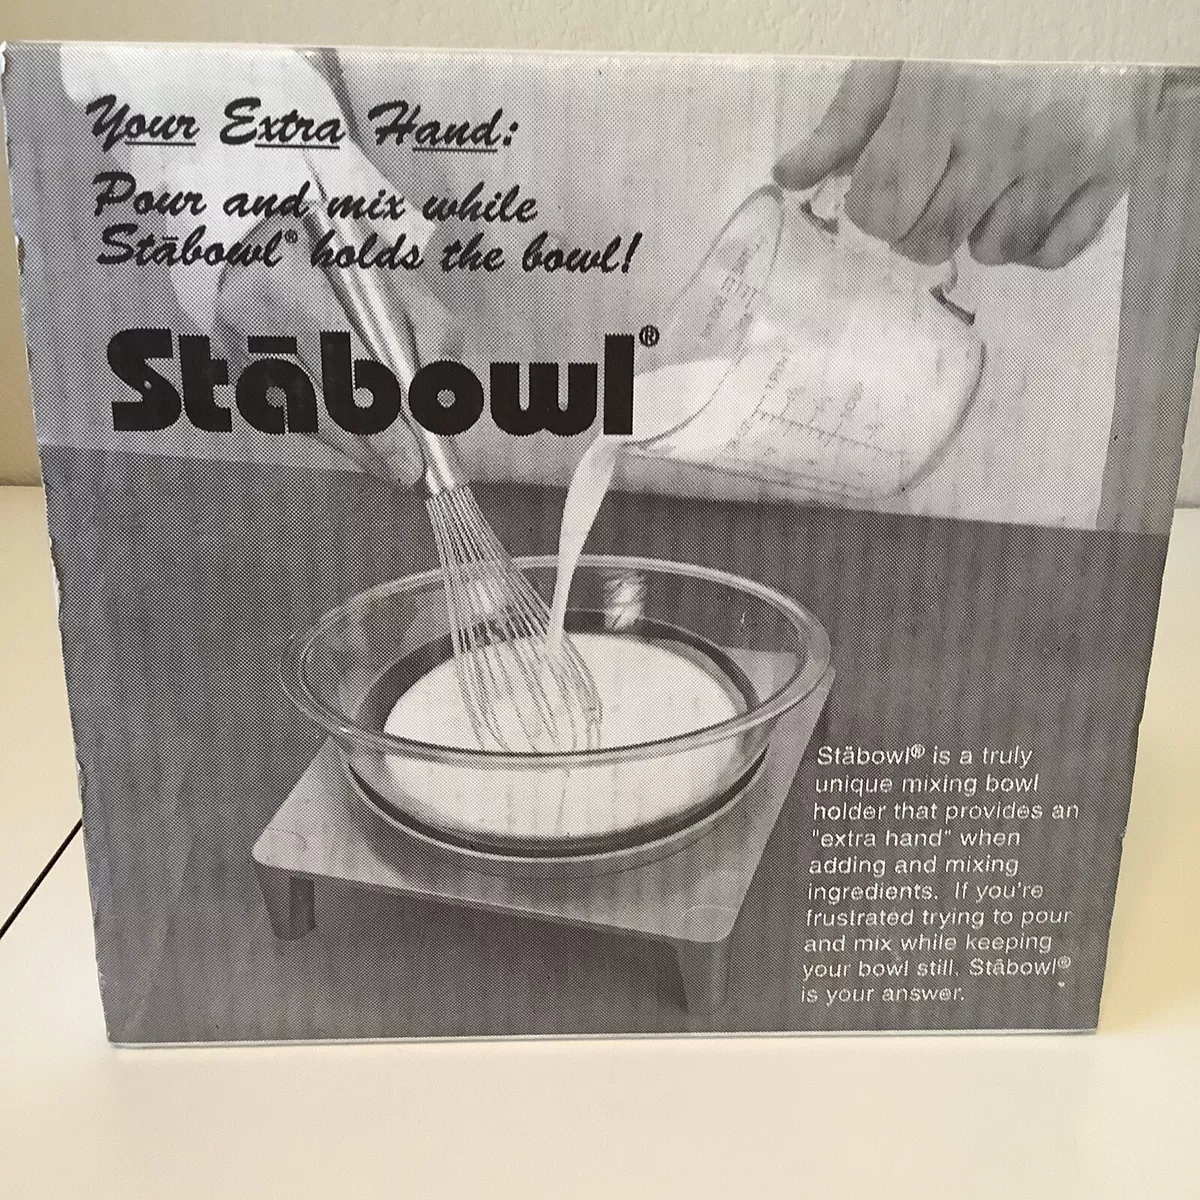 Your Extra Hand:
Pour and mix while
Stābowl® holds the bowl!
Stābowl®
Stābowl® is a truly
unique mixing bowl
holder that provides an
"extra hand" when
adding and mixing
ingredients. If you're
frustrated trying to pour
and mix while keeping
your bowl still, Stābowl®
is your answer.